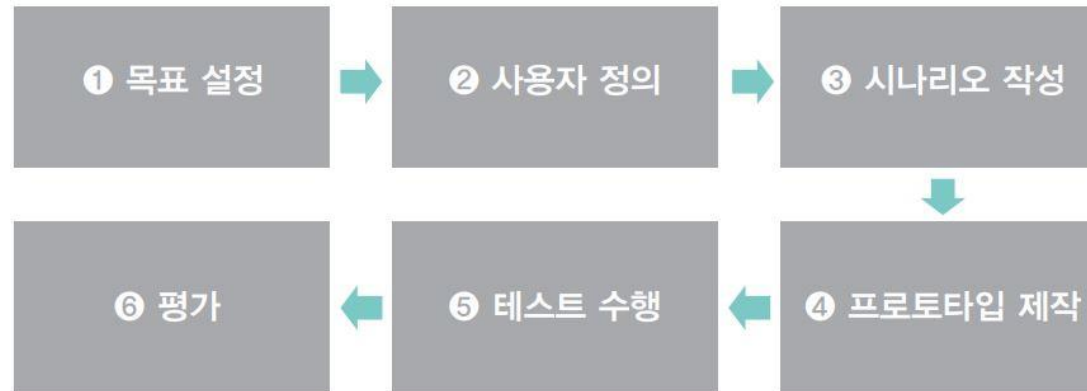 ❶ 목표 설정
❷ 사용자 정의
❸ 시나리오 작성
❹ 프로토타입 제작
❺ 테스트 수행
❻ 평가